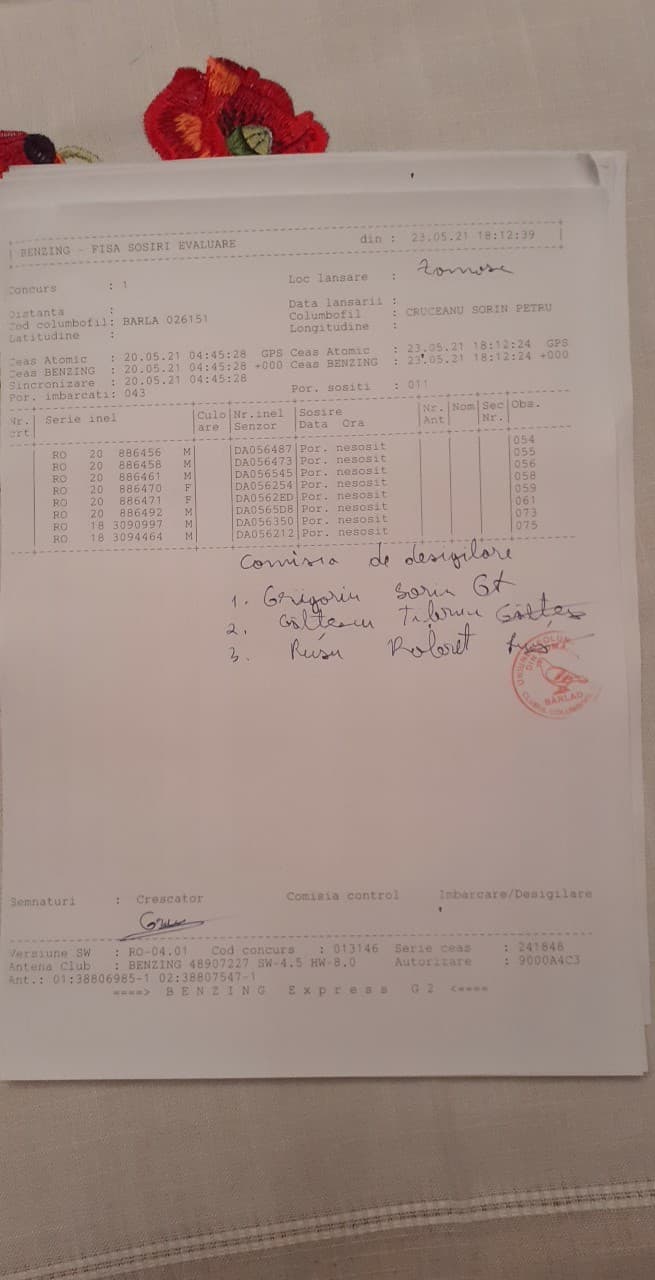 BENZING - FISA SOSIRI EVALUARE din : 23.05.21 18:12:39
Concurs : 1 Loc lansare : Zamosc
Distanta : Data lansarii :
Cod columbofil: BARLA 026151 Columbofil : CRUCEANU SORIN PETRU
Latitudine : Longitudine :
Ceas Atomic : 20.05.21 04:45:28 GPS Ceas Atomic : 23.05.21 18:12:24 GPS
Ceas BENZING : 20.05.21 04:45:28 +000 Ceas BENZING : 23.05.21 18:12:24 +000
Sincronizare : 20.05.21 04:45:28
Por. imbarcati: 043 Por. sositi : 011
Nr. Serie inel Culo Nr.inel Sosire Nr. Nom Sec Obs.
crt are Senzor Data Ora Ant Nr.
RO 20 886456 M DA056487 Por. nesosit 054
RO 20 886458 M DA056473 Por. nesosit 055
RO 20 886461 M DA056545 Por. nesosit 056
RO 20 886470 F DA056254 Por. nesosit 058
RO 20 886471 F DA0562ED Por. nesosit 059
RO 20 886492 M DA0565D8 Por. nesosit 061
RO 18 3090997 M DA056350 Por. nesosit 073
RO 18 3094464 M DA056212 Por. nesosit 075
Comisia de desigilare
1. Grigoriu Sorin
2. Gâltescu Tiberiu
3. Rusu Robert
BARLAD
Semnaturi : Crescator Comisia control Imbarcare/Desigilare
Versiune SW : RO-04.01 Cod concurs : 013146 Serie ceas : 241848
Antena Club : BENZING 48907227 SW-4.5 HW-8.0 Autorizare : 9000A4C3
Ant.: 01:38806985-1 02:38807547-1
====> B E N Z I N G E x p r e s s G 2 <====